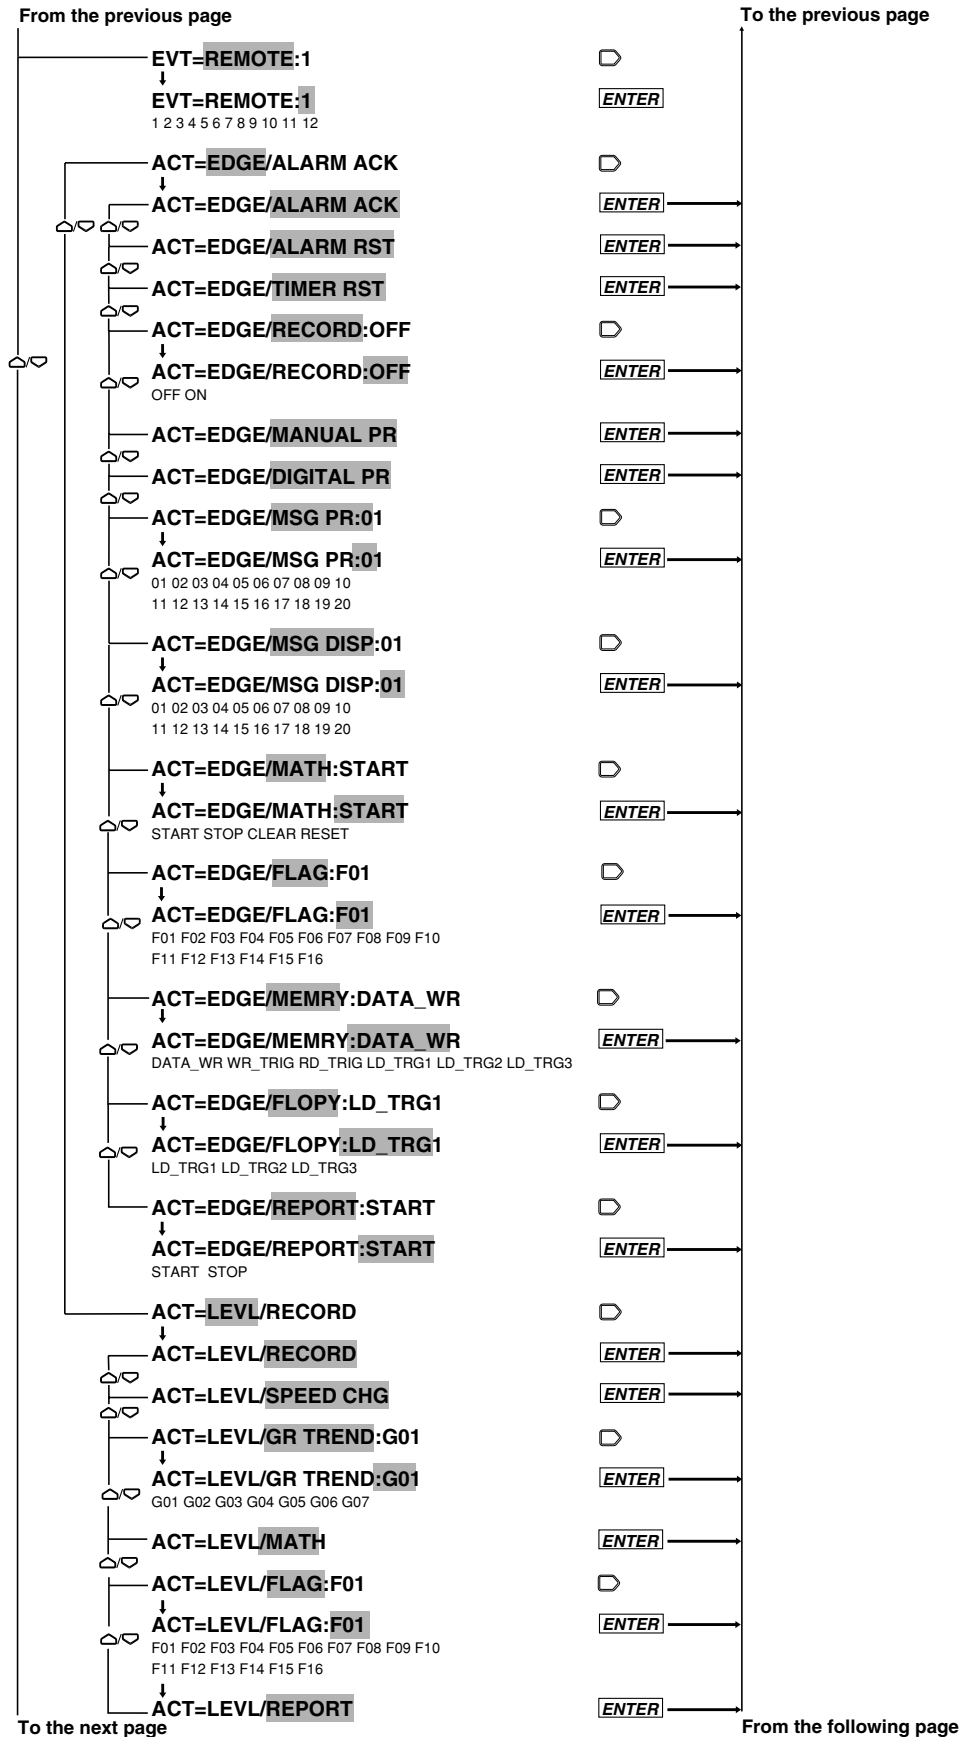 From the previous page
To the previous page
EVT=REMOTE:1
EVT=REMOTE:1 ENTER
1 2 3 4 5 6 7 8 9 10 11 12
ACT=EDGE/ALARM ACK
ACT=EDGE/ALARM ACK ENTER
ACT=EDGE/ALARM RST ENTER
ACT=EDGE/TIMER RST ENTER
ACT=EDGE/RECORD:OFF
ACT=EDGE/RECORD:OFF ENTER
OFF ON
ACT=EDGE/MANUAL PR ENTER
ACT=EDGE/DIGITAL PR ENTER
ACT=EDGE/MSG PR:01
ACT=EDGE/MSG PR:01 ENTER
01 02 03 04 05 06 07 08 09 10
11 12 13 14 15 16 17 18 19 20
ACT=EDGE/MSG DISP:01
ACT=EDGE/MSG DISP:01 ENTER
01 02 03 04 05 06 07 08 09 10
11 12 13 14 15 16 17 18 19 20
ACT=EDGE/MATH:START
ACT=EDGE/MATH:START ENTER
START STOP CLEAR RESET
ACT=EDGE/FLAG:F01
ACT=EDGE/FLAG:F01 ENTER
F01 F02 F03 F04 F05 F06 F07 F08 F09 F10
F11 F12 F13 F14 F15 F16
ACT=EDGE/MEMRY:DATA_WR
ACT=EDGE/MEMRY:DATA_WR ENTER
DATA_WR WR_TRIG RD_TRIG LD_TRG1 LD_TRG2 LD_TRG3
ACT=EDGE/FLOPY:LD_TRG1
ACT=EDGE/FLOPY:LD_TRG1 ENTER
LD_TRG1 LD_TRG2 LD_TRG3
ACT=EDGE/REPORT:START
ACT=EDGE/REPORT:START ENTER
START STOP
ACT=LEVL/RECORD
ACT=LEVL/RECORD ENTER
ACT=LEVL/SPEED CHG ENTER
ACT=LEVL/GR TREND:G01
ACT=LEVL/GR TREND:G01 ENTER
G01 G02 G03 G04 G05 G06 G07
ACT=LEVL/MATH ENTER
ACT=LEVL/FLAG:F01
ACT=LEVL/FLAG:F01 ENTER
F01 F02 F03 F04 F05 F06 F07 F08 F09 F10
F11 F12 F13 F14 F15 F16
ACT=LEVL/REPORT ENTER
To the next page
From the following page